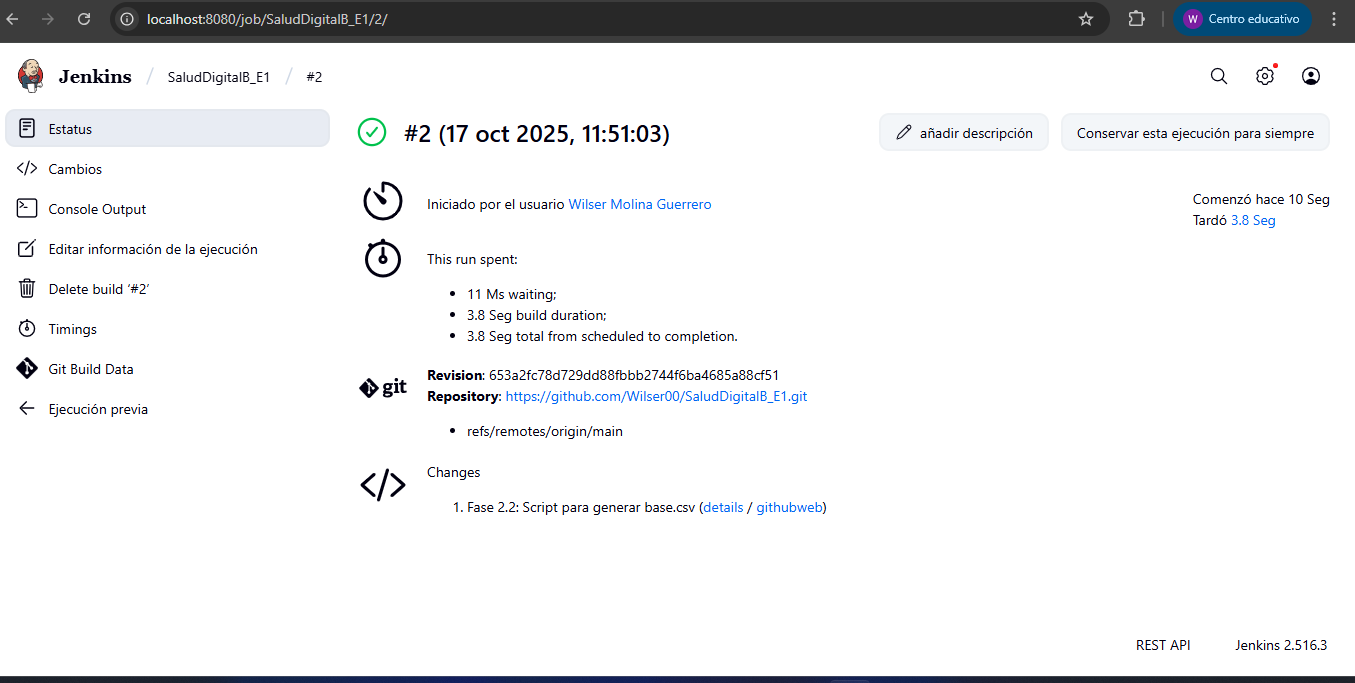 localhost:8080/job/SaludDigitalB_E1/2/
W Centro educativo
Jenkins / SaludDigitalB_E1 / #2
Estatus
Cambios
Console Output
Editar información de la ejecución
Delete build ‘#2’
Timings
Git Build Data
Ejecución previa
#2 (17 oct 2025, 11:51:03)
añadir descripción
Conservar esta ejecución para siempre
Iniciado por el usuario Wilser Molina Guerrero
Comenzó hace 10 Seg
Tardó 3.8 Seg
This run spent:
• 11 Ms waiting;
• 3.8 Seg build duration;
• 3.8 Seg total from scheduled to completion.
git
Revision: 653a2fc78d729dd88fbbb2744f6ba4685a88cf51
Repository: https://github.com/Wilser00/SaludDigitalB_E1.git
• refs/remotes/origin/main
Changes
1. Fase 2.2: Script para generar base.csv (details / githubweb)
REST API
Jenkins 2.516.3